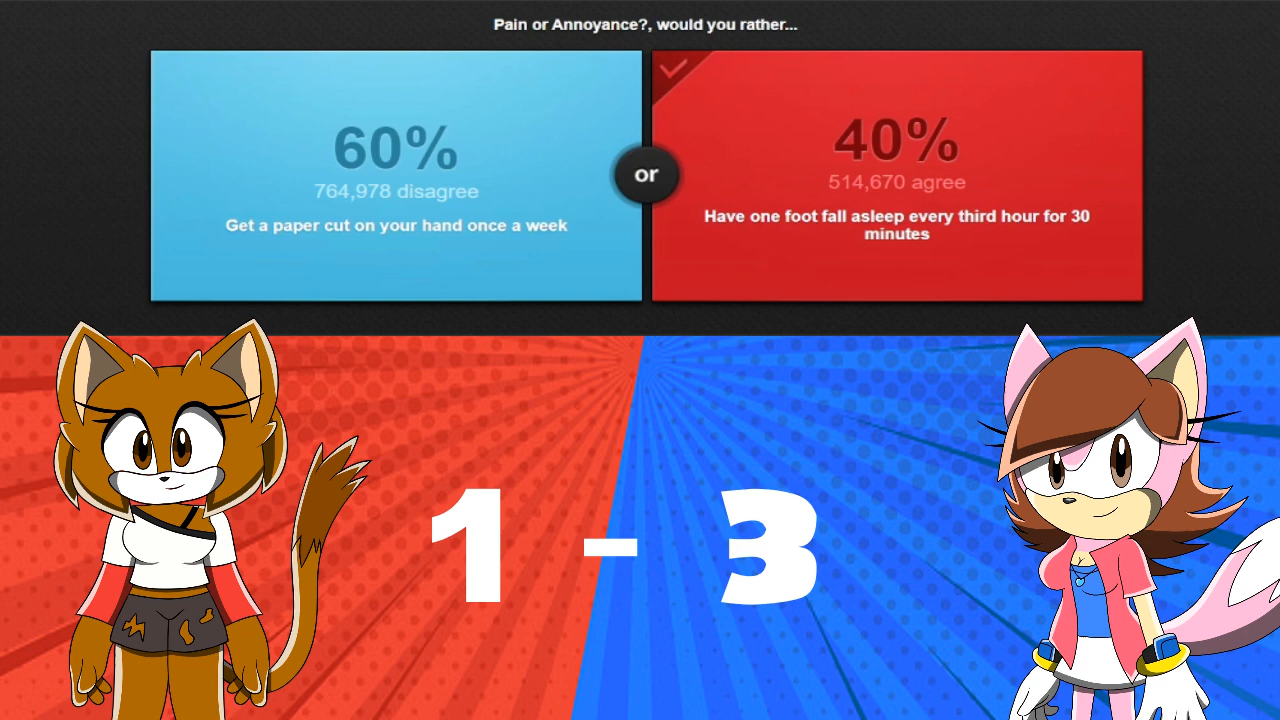 Pain or Annoyance?, would you rather...
60%
764,978 disagree
Get a paper cut on your hand once a week
or
40%
514,670 agree
Have one foot fall asleep every third hour for 30
minutes
1 - 3